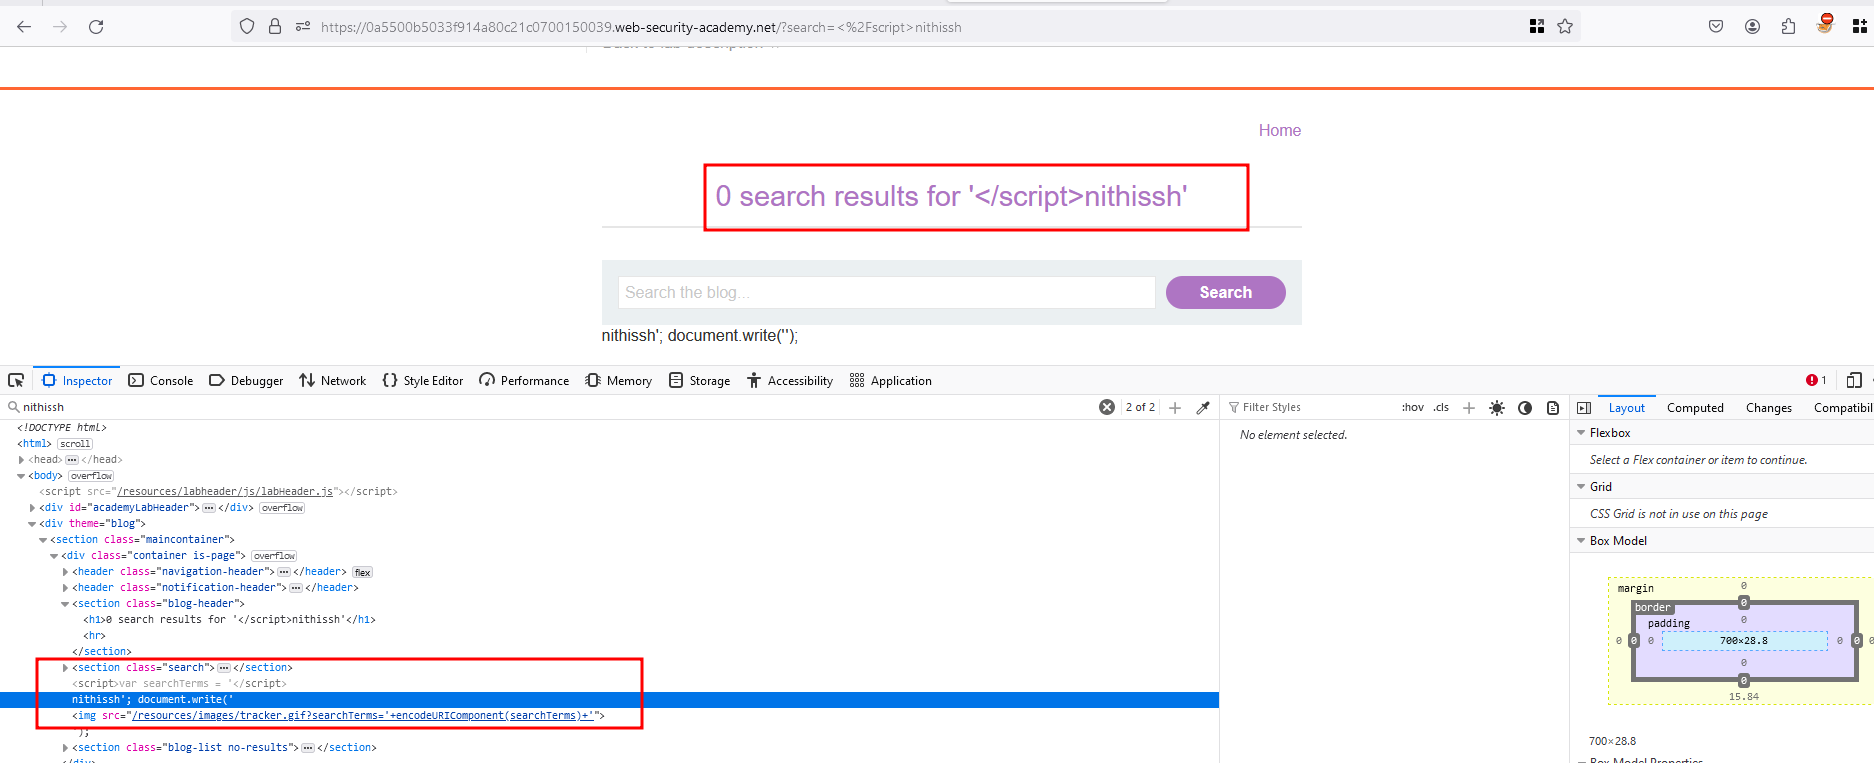 https://0a5500b5033f914a80c21c0700150039.web-security-academy.net/?search=<%2Fscript>nithissh
Home
0 search results for '</script>nithissh'
Search the blog...
Search
nithissh'; document.write('');
Inspector Console Debugger Network Style Editor Performance Memory Storage Accessibility Application 1
nithissh 2 of 2 Filter Styles :hov .cls Layout Computed Changes Compatibil
<!DOCTYPE html>
<html> scroll
<head> </head>
<body> overflow
<script src="/resources/labheader/js/labHeader.js"></script>
<div id="academyLabHeader"> </div> overflow
<div theme="blog">
<section class="maincontainer">
<div class="container is-page"> overflow
<header class="navigation-header"> </header> flex
<header class="notification-header"> </header>
<section class="blog-header">
<h1>0 search results for '</script>nithissh'</h1>
<hr>
</section>
<section class="search"> </section>
<script>var searchTerms = '</script>
nithissh'; document.write('
<img src="/resources/images/tracker.gif?searchTerms='+encodeURIComponent(searchTerms)+'">
');
<section class="blog-list no-results"> </section>
</div>
No element selected.
Flexbox
Select a Flex container or item to continue.
Grid
CSS Grid is not in use on this page
Box Model
margin 0
border 0
padding 0
0 0 0 700×28.8 0 0 0
0
0
15.84
700×28.8
Box Model Properties